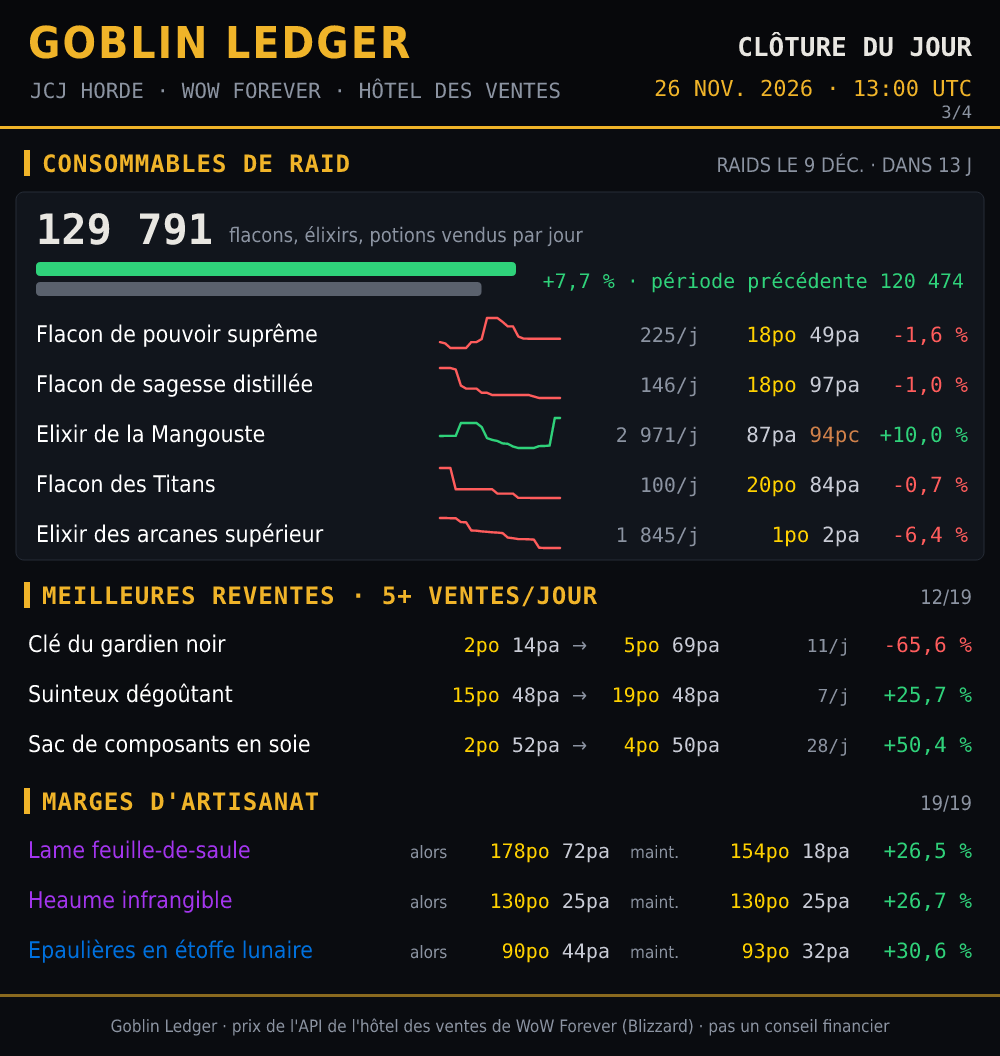 GOBLIN LEDGER
CLÔTURE DU JOUR
JCJ HORDE · WOW FOREVER · HÔTEL DES VENTES
26 NOV. 2026 · 13:00 UTC
3/4
CONSOMMABLES DE RAID
RAIDS LE 9 DÉC. · DANS 13 J
129 791 flacons, élixirs, potions vendus par jour
+7,7 % · période précédente 120 474
Flacon de pouvoir suprême 225/j 18po 49pa -1,6 %
Flacon de sagesse distillée 146/j 18po 97pa -1,0 %
Elixir de la Mangouste 2 971/j 87pa 94pc +10,0 %
Flacon des Titans 100/j 20po 84pa -0,7 %
Elixir des arcanes supérieur 1 845/j 1po 2pa -6,4 %
MEILLEURES REVENTES · 5+ VENTES/JOUR 12/19
Clé du gardien noir 2po 14pa → 5po 69pa 11/j -65,6 %
Suinteux dégoûtant 15po 48pa → 19po 48pa 7/j +25,7 %
Sac de composants en soie 2po 52pa → 4po 50pa 28/j +50,4 %
MARGES D'ARTISANAT 19/19
Lame feuille-de-saule alors 178po 72pa maint. 154po 18pa +26,5 %
Heaume infrangible alors 130po 25pa maint. 130po 25pa +26,7 %
Epaulières en étoffe lunaire alors 90po 44pa maint. 93po 32pa +30,6 %
Goblin Ledger · prix de l'API de l'hôtel des ventes de WoW Forever (Blizzard) · pas un conseil financier